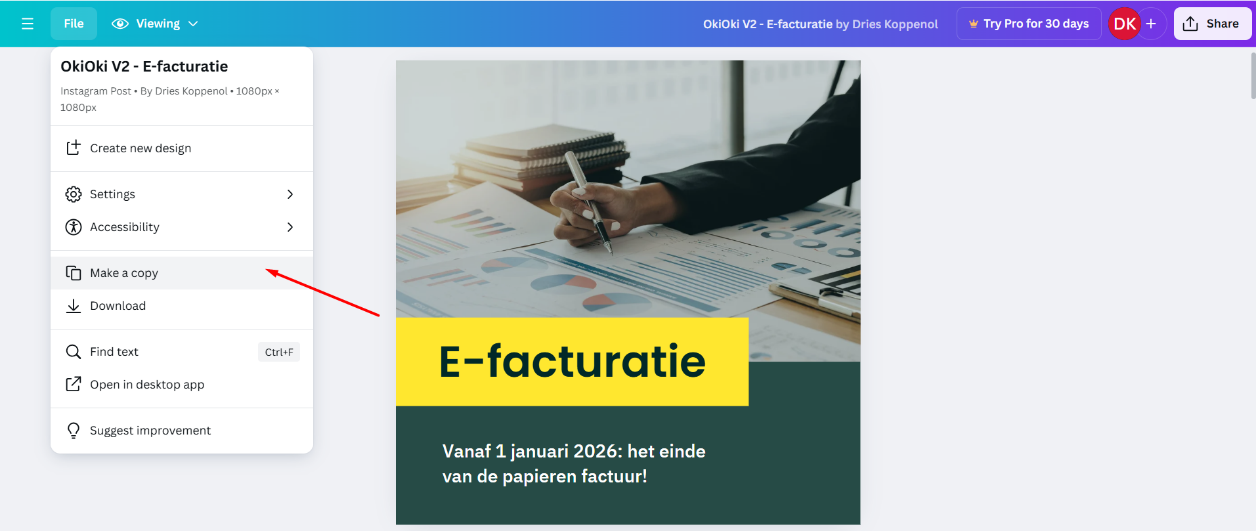 File
Viewing
OkiOki V2 - E-facturatie by Dries Koppenol
Try Pro for 30 days
DK
+
Share
OkiOki V2 - E-facturatie
Instagram Post • By Dries Koppenol • 1080px ×
1080px
Create new design
Settings
Accessibility
Make a copy
Download
Find text Ctrl+F
Open in desktop app
Suggest improvement
E-facturatie
Vanaf 1 januari 2026: het einde
van de papieren factuur!